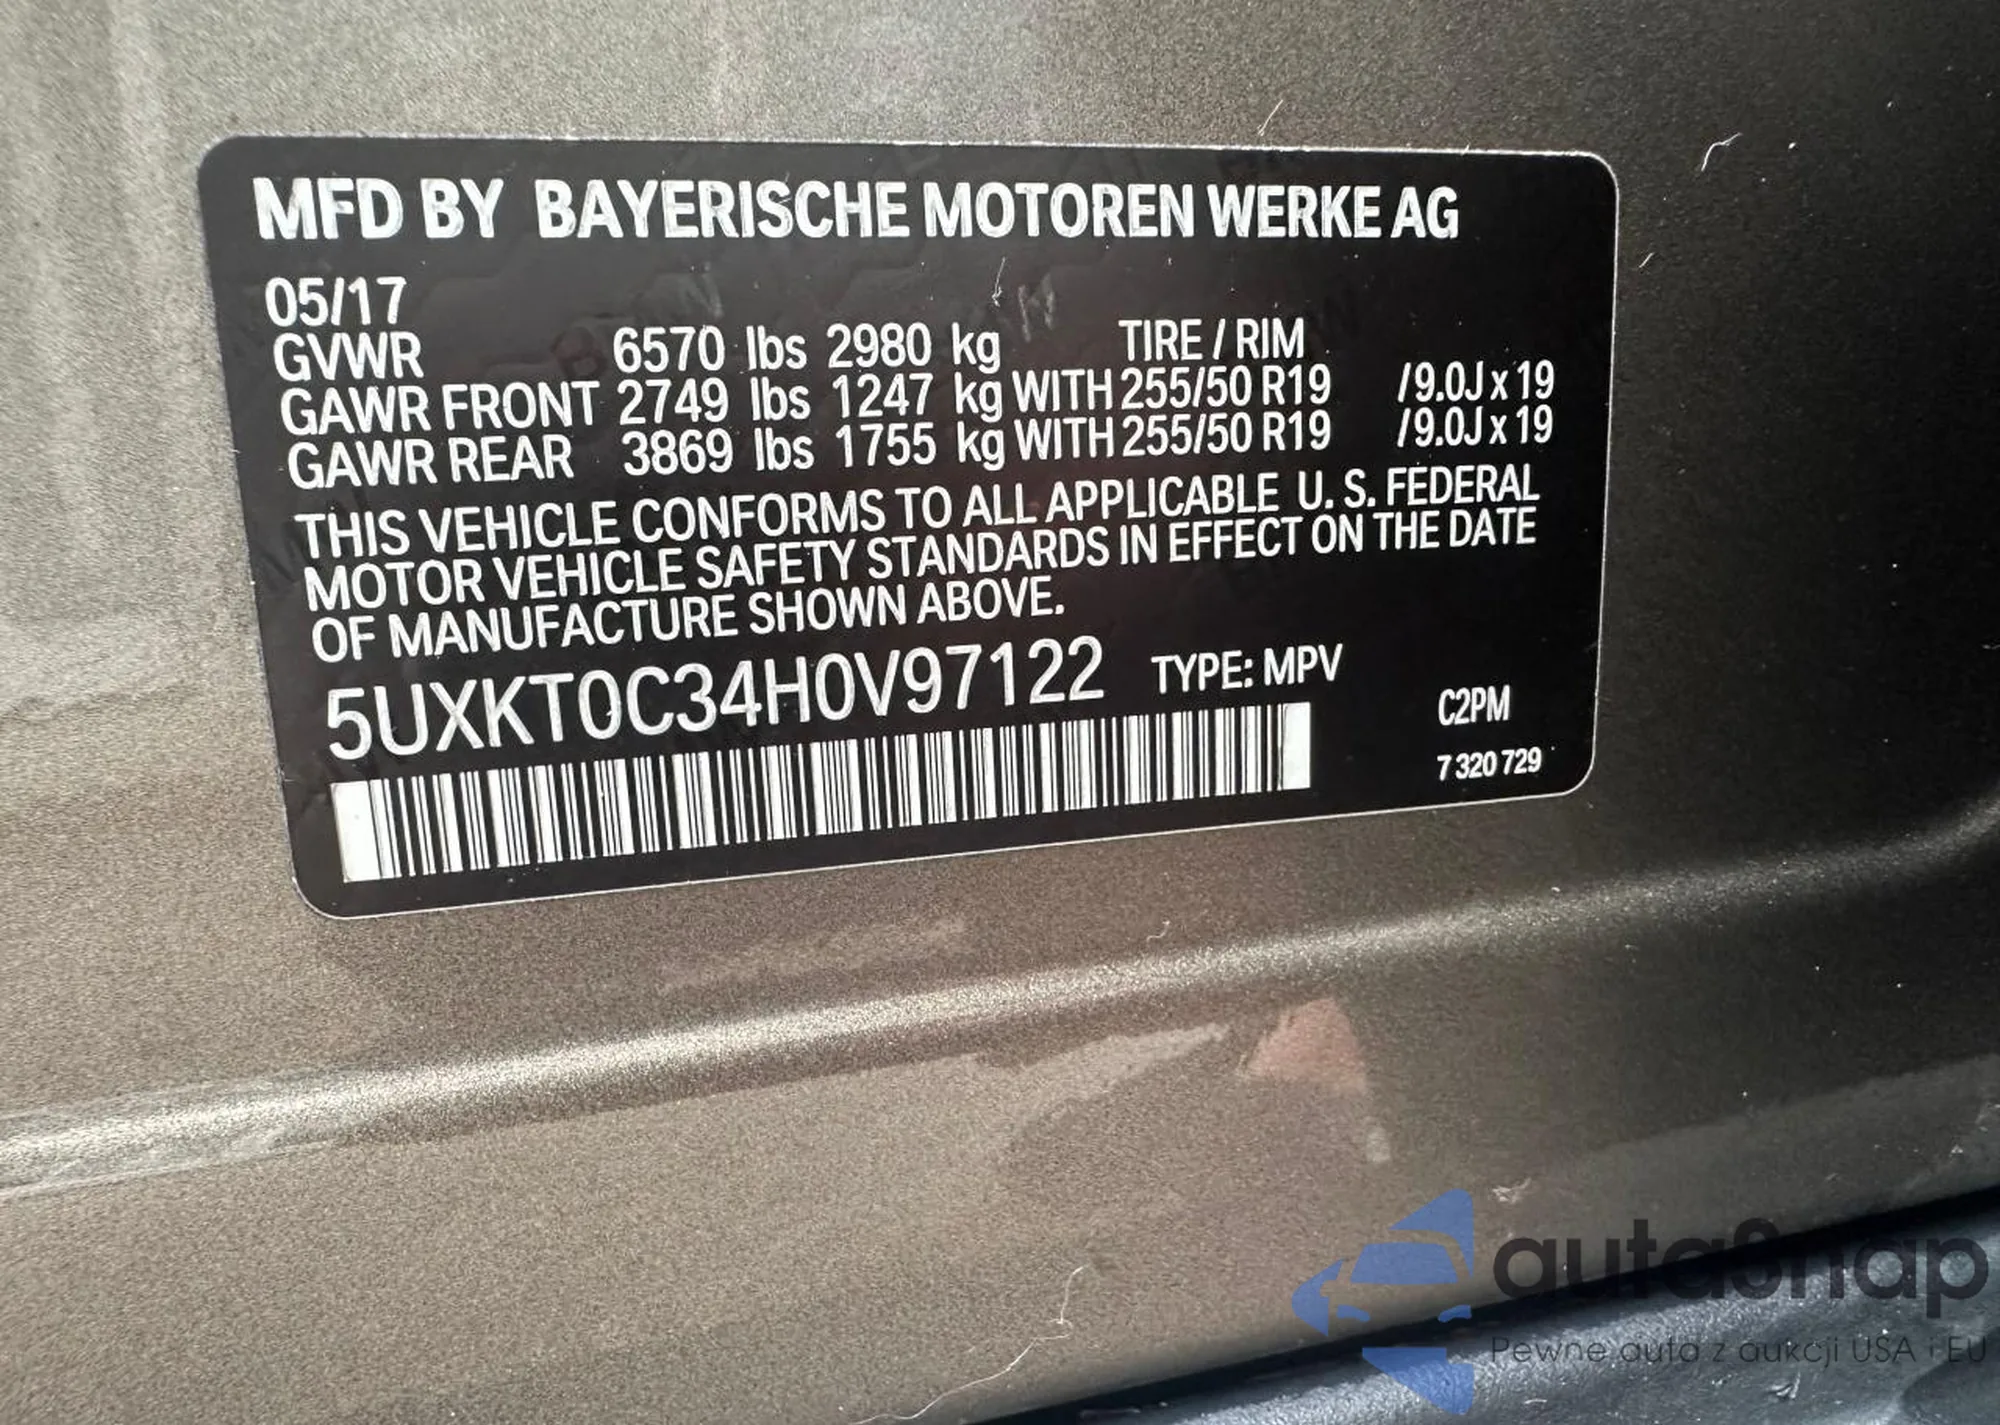 MFD BY BAYERISCHE MOTOREN WERKE AG
05/17
GVWR 6570 lbs 2980 kg TIRE / RIM
GAWR FRONT 2749 lbs 1247 kg WITH 255/50 R19 /9.0J x 19
GAWR REAR 3869 lbs 1755 kg WITH 255/50 R19 /9.0J x 19
THIS VEHICLE CONFORMS TO ALL APPLICABLE U. S. FEDERAL
MOTOR VEHICLE SAFETY STANDARDS IN EFFECT ON THE DATE
OF MANUFACTURE SHOWN ABOVE.
5UXKT0C34H0V97122 TYPE: MPV
C2PM
7 320 729
autasnap
Pewne auta z aukcji USA i EU